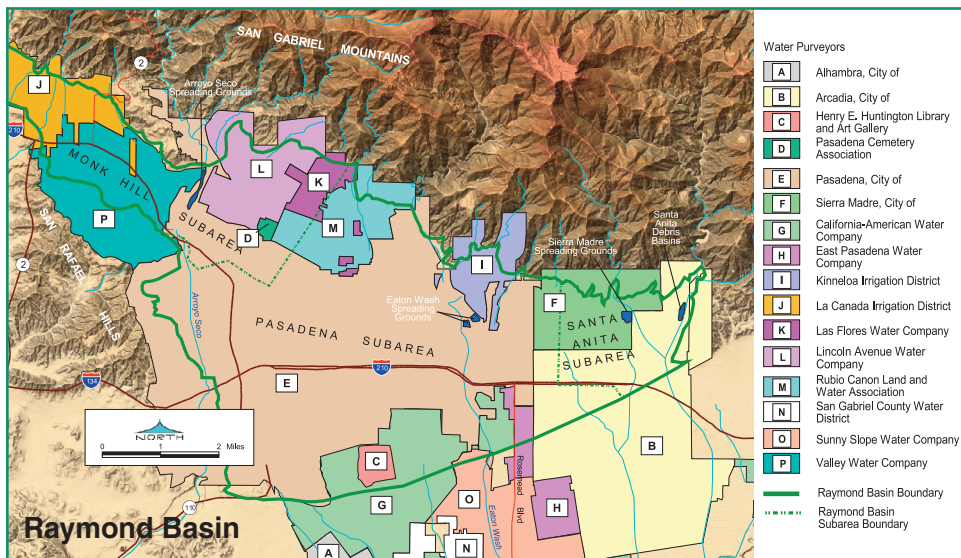 SAN GABRIEL MOUNTAINS
2
Arroyo Seco
Spreading Grounds
J
210
MONK HILL
SUBAREA
L
K
M
D
P
SAN RAFAEL
HILLS
2
Arroyo Seco
134
PASADENA
SUBAREA
Eaton Wash
Spreading
Grounds
I
Sierra Madre
Spreading Grounds
Santa
Anita
Debris
Basins
F
SANTA
ANITA
SUBAREA
210
E
NORTH
0 1 2 Miles
C
G
A
110
O
N
Eaton Wash
Rosemead Blvd
H
B
Raymond Basin
Water Purveyors
A Alhambra, City of
B Arcadia, City of
C Henry E. Huntington Library
and Art Gallery
D Pasadena Cemetery
Association
E Pasadena, City of
F Sierra Madre, City of
G California-American Water
Company
H East Pasadena Water
Company
I Kinneloa Irrigation District
J La Canada Irrigation District
K Las Flores Water Company
L Lincoln Avenue Water
Company
M Rubio Canon Land and
Water Association
N San Gabriel County Water
District
O Sunny Slope Water Company
P Valley Water Company
Raymond Basin Boundary
Raymond Basin
Subarea Boundary